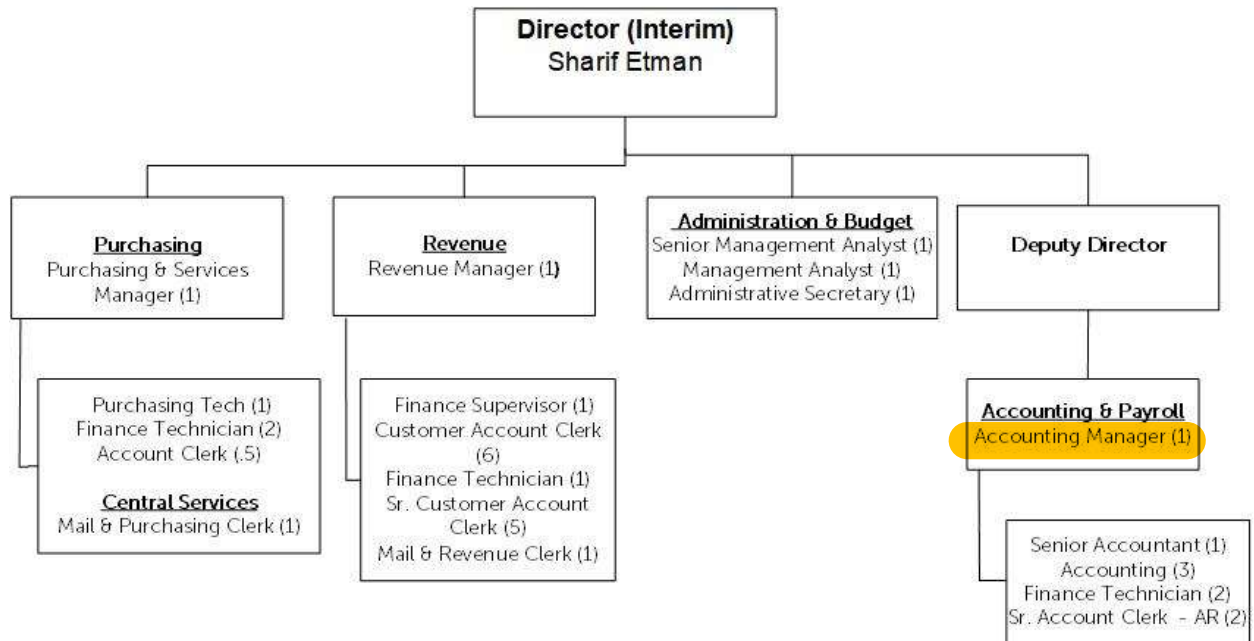 Director (Interim)
Sharif Etman
Purchasing
Purchasing & Services
Manager (1)
Revenue
Revenue Manager (1)
Administration & Budget
Senior Management Analyst (1)
Management Analyst (1)
Administrative Secretary (1)
Deputy Director
Purchasing Tech (1)
Finance Technician (2)
Account Clerk (.5)
Central Services
Mail & Purchasing Clerk (1)
Finance Supervisor (1)
Customer Account Clerk
(6)
Finance Technician (1)
Sr. Customer Account
Clerk (5)
Mail & Revenue Clerk (1)
Accounting & Payroll
Accounting Manager (1)
Senior Accountant (1)
Accounting (3)
Finance Technician (2)
Sr. Account Clerk - AR (2)